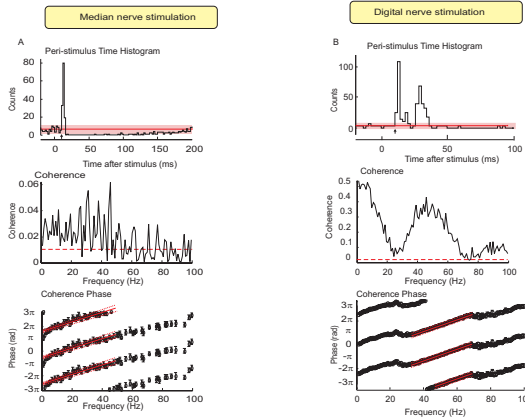 Median nerve stimulation
Digital nerve stimulation
A
Peri-stimulus Time Histogram
80
60
40
20
0
Counts
0 50 100 150 200
Time after stimulus (ms)
Coherence
0.06
0.04
0.02
0
Coherence
0 20 40 60 80 100
Frequency (Hz)
Coherence Phase
3π
2π
π
0
-π
-2π
-3π
Phase (rad)
0 20 40 60 80 100
Frequency (Hz)
B
Peri-stimulus Time Histogram
100
50
0
Counts
0 50 100
Time after stimulus (ms)
Coherence
0.5
0.4
0.3
0.2
0.1
0
Coherence
0 20 40 60 80 100
Frequency (Hz)
Coherence Phase
3π
2π
π
0
-π
-2π
-3π
Phase (rad)
0 20 40 60 80 100
Frequency (Hz)